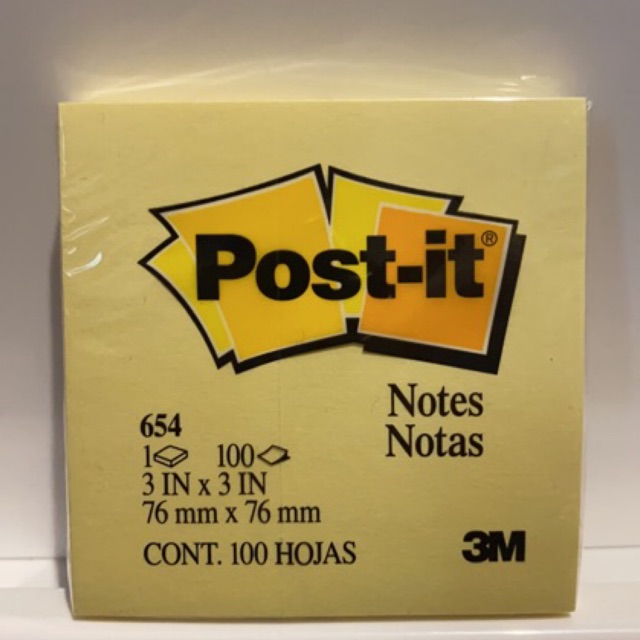 Post-it®
Notes
Notas
654
1 100
3 IN x 3 IN
76 mm x 76 mm
CONT. 100 HOJAS
3M